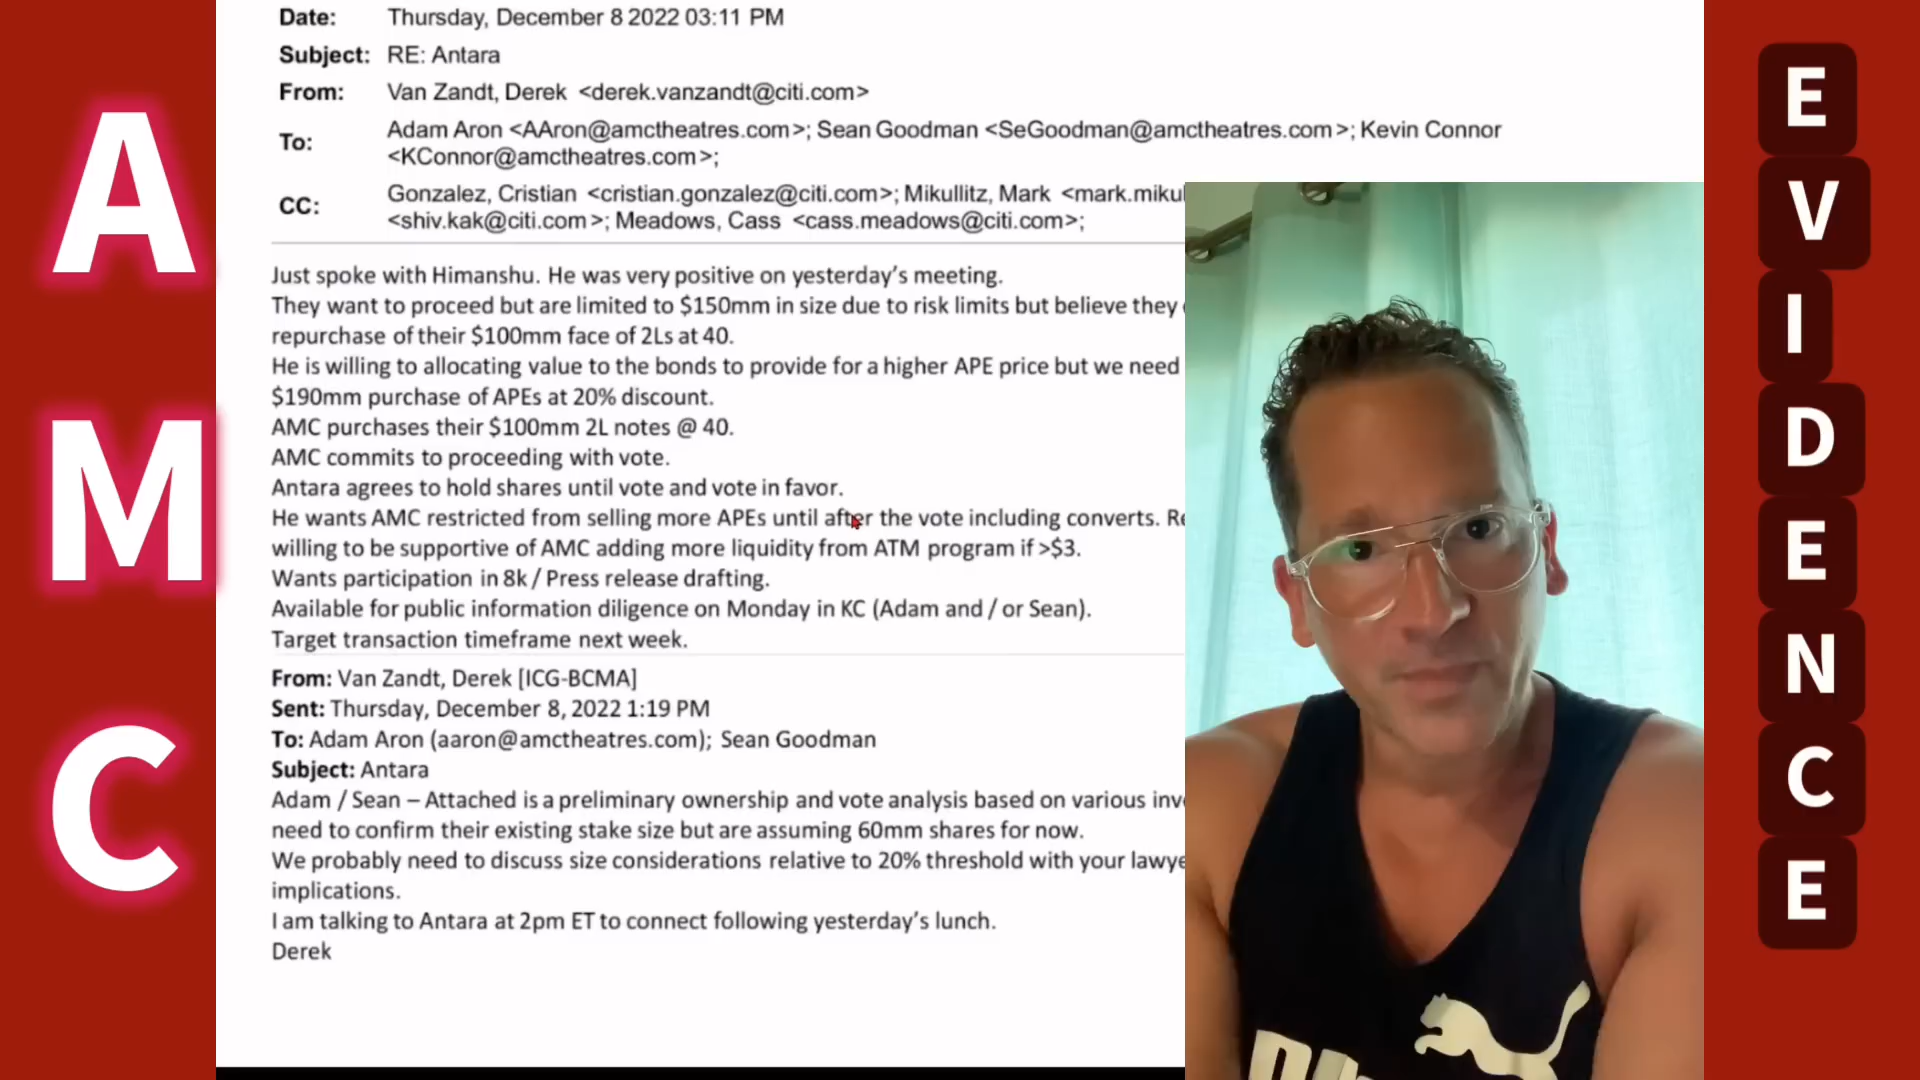 A
M
C
Date: Thursday, December 8 2022 03:11 PM
Subject: RE: Antara
From: Van Zandt, Derek <derek.vanzandt@citi.com>
To: Adam Aron <AAron@amctheatres.com>; Sean Goodman <SeGoodman@amctheatres.com>; Kevin Connor
<KConnor@amctheatres.com>;
CC: Gonzalez, Cristian <cristian.gonzalez@citi.com>; Mikullitz, Mark
<shiv.kak@citi.com>; Meadows, Cass <cass.meadows@citi.com>;
Just spoke with Himanshu. He was very positive on yesterday's meeting.
They want to proceed but are limited to $150mm in size due to risk limits but believe they
repurchase of their $100mm face of 2Ls at 40.
He is willing to allocating value to the bonds to provide for a higher APE price but we need
$190mm purchase of APEs at 20% discount.
AMC purchases their $100mm 2L notes @ 40.
AMC commits to proceeding with vote.
Antara agrees to hold shares until vote and vote in favor.
He wants AMC restricted from selling more APEs until after the vote including converts.
willing to be supportive of AMC adding more liquidity from ATM program if >$3.
Wants participation in 8k / Press release drafting.
Available for public information diligence on Monday in KC (Adam and / or Sean).
Target transaction timeframe next week.
From: Van Zandt, Derek [ICG-BCMA]
Sent: Thursday, December 8, 2022 1:19 PM
To: Adam Aron (aaron@amctheatres.com); Sean Goodman
Subject: Antara
Adam / Sean – Attached is a preliminary ownership and vote analysis based on various
need to confirm their existing stake size but are assuming 60mm shares for now.
We probably need to discuss size considerations relative to 20% threshold with your
implications.
I am talking to Antara at 2pm ET to connect following yesterday's lunch.
Derek
E
V
I
D
E
N
C
E